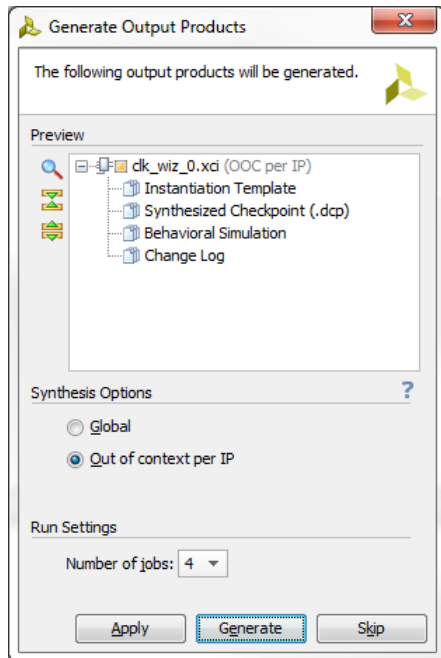 Generate Output Products
The following output products will be generated.
Preview
clk_wiz_0.xci (OOC per IP)
Instantiation Template
Synthesized Checkpoint (.dcp)
Behavioral Simulation
Change Log
Synthesis Options
?
Global
Out of context per IP
Run Settings
Number of jobs: 4
Apply Generate Skip